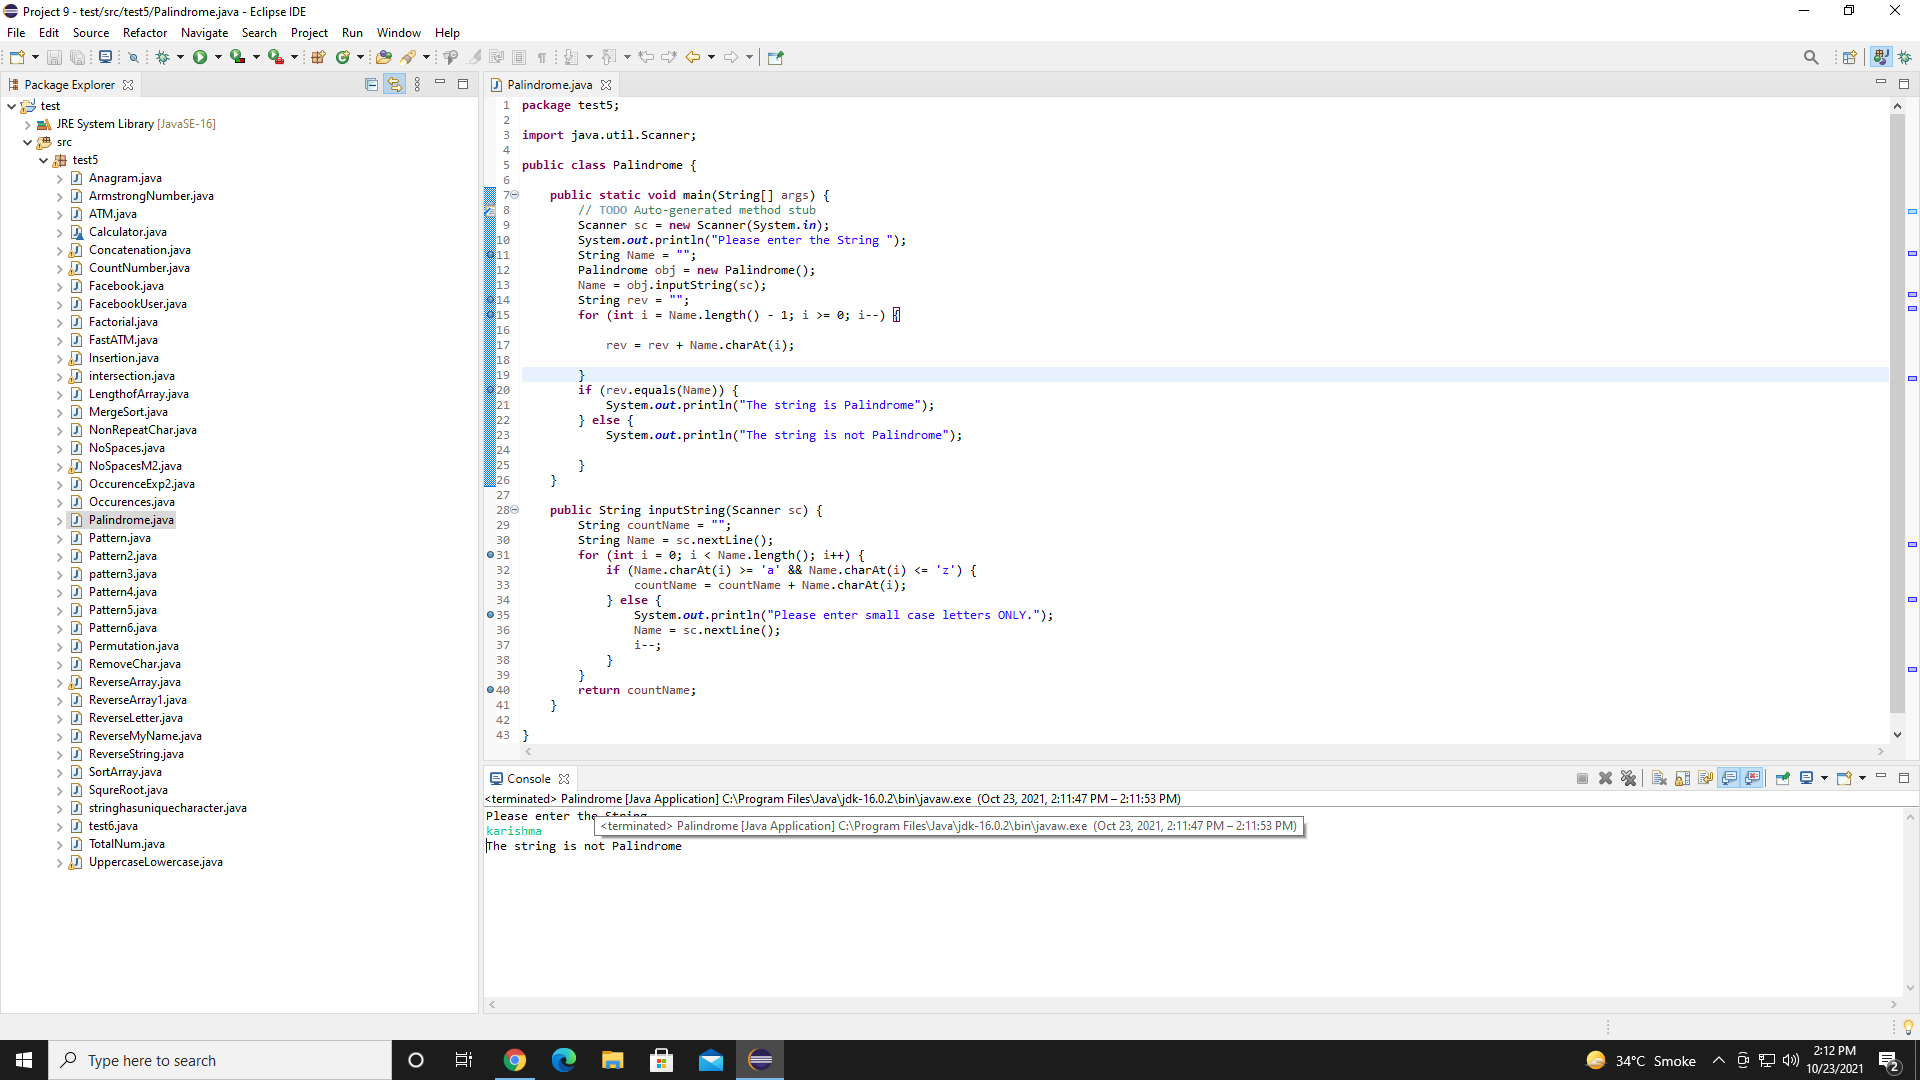 Project 9 - test/src/test5/Palindrome.java - Eclipse IDE
File Edit Source Refactor Navigate Search Project Run Window Help
Package Explorer
test
JRE System Library [JavaSE-16]
src
test5
Anagram.java
ArmstrongNumber.java
ATM.java
Calculator.java
Concatenation.java
CountNumber.java
Facebook.java
FacebookUser.java
Factorial.java
FastATM.java
Insertion.java
intersection.java
LengthofArray.java
MergeSort.java
NonRepeatChar.java
NoSpaces.java
NoSpacesM2.java
OccurenceExp2.java
Occurences.java
Palindrome.java
Pattern.java
Pattern2.java
pattern3.java
Pattern4.java
Pattern5.java
Pattern6.java
Permutation.java
RemoveChar.java
ReverseArray.java
ReverseArray1.java
ReverseLetter.java
ReverseMyName.java
ReverseString.java
SortArray.java
SqureRoot.java
stringhasuniquecharacter.java
test6.java
TotalNum.java
UppercaseLowercase.java
Palindrome.java
1 package test5;
2
3 import java.util.Scanner;
4
5 public class Palindrome {
6
7 public static void main(String[] args) {
8 // TODO Auto-generated method stub
9 Scanner sc = new Scanner(System.in);
10 System.out.println("Please enter the String ");
11 String Name = "";
12 Palindrome obj = new Palindrome();
13 Name = obj.inputString(sc);
14 String rev = "";
15 for (int i = Name.length() - 1; i >= 0; i--) {
16
17 rev = rev + Name.charAt(i);
18
19 }
20 if (rev.equals(Name)) {
21 System.out.println("The string is Palindrome");
22 } else {
23 System.out.println("The string is not Palindrome");
24
25 }
26 }
27
28 public String inputString(Scanner sc) {
29 String countName = "";
30 String Name = sc.nextLine();
31 for (int i = 0; i < Name.length(); i++) {
32 if (Name.charAt(i) >= 'a' && Name.charAt(i) <= 'z') {
33 countName = countName + Name.charAt(i);
34 } else {
35 System.out.println("Please enter small case letters ONLY.");
36 Name = sc.nextLine();
37 i--;
38 }
39 }
40 return countName;
41 }
42
43 }
Console
<terminated> Palindrome [Java Application] C:\Program Files\Java\jdk-16.0.2\bin\javaw.exe (Oct 23, 2021, 2:11:47 PM – 2:11:53 PM)
Please enter the String
<terminated> Palindrome [Java Application] C:\Program Files\Java\jdk-16.0.2\bin\javaw.exe (Oct 23, 2021, 2:11:47 PM – 2:11:53 PM)
karishma
The string is not Palindrome
Type here to search
34°C Smoke
2:12 PM
10/23/2021
2